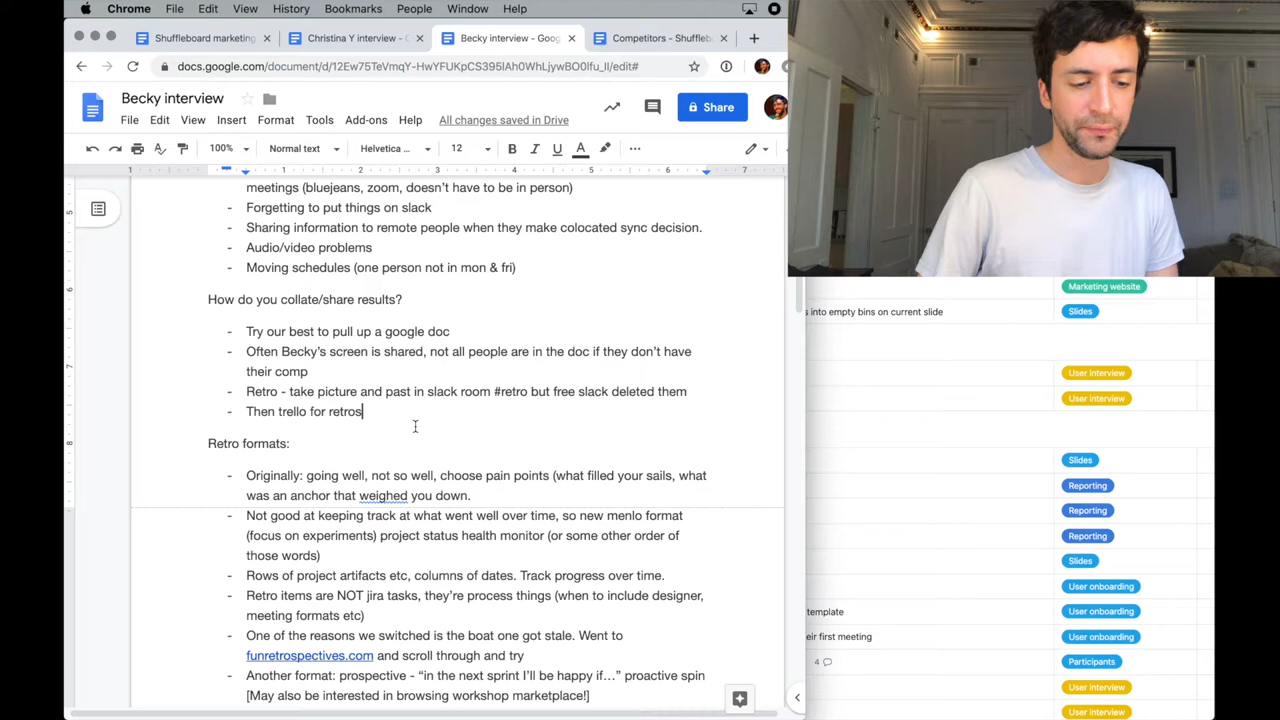 Chrome File Edit View History Bookmarks People Window Help
Shuffleboard ma
Christina Y interview -
Becky interview - Goo
Competitors - Shuffleb
docs.google.com/document/d/
Becky interview
File Edit View Insert Format Tools Add-ons Help All changes saved in Drive
Share
100% Normal text Helvetica... 12 B I U A
1 1 2 3 4 5 6 7
meetings (bluejeans, zoom, doesn't have to be in person)
- Forgetting to put things on slack
- Sharing information to remote people when they make colocated sync decision.
- Audio/video problems
- Moving schedules (one person not in mon & fri)
How do you collate/share results?
- Try our best to pull up a google doc
- Often Becky's screen is shared, not all people are in the doc if they don't have
their comp
- Retro - take picture and past in slack room #retro but free slack deleted them
- Then trello for retros
Retro formats:
- Originally: going well, not so well, choose pain points (what filled your sails, what
was an anchor that weighed you down.
- Not good at keeping track of what went well over time, so new menlo format
(focus on experiments) project status health monitor (or some other order of
those words)
- Rows of project artifacts etc, columns of dates. Track progress over time.
- Retro items are NOT jira tasks, they're process things (when to include designer,
meeting formats etc)
- One of the reasons we switched is the boat one got stale. Went to
funretrospectives.com and scroll through and try
- Another format: prospective - "in the next sprint I'll be happy if…" proactive spin
[May also be interested in browsing workshop marketplace!]
5
6
7
8
Marketing website
s into empty bins on current slide Slides
User interview
User interview
Slides
Reporting
Reporting
Reporting
Slides
User onboarding
template User onboarding
eir first meeting User onboarding
4 Participants
User interview
User interview